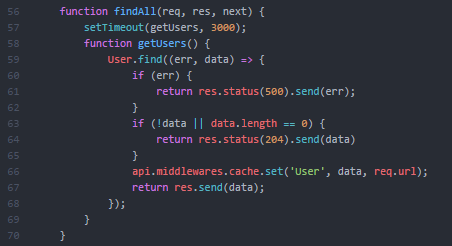 56 function findAll(req, res, next) {
57 setTimeout(getUsers, 3000);
58 function getUsers() {
59 User.find((err, data) => {
60 if (err) {
61 return res.status(500).send(err);
62 }
63 if (!data || data.length == 0) {
64 return res.status(204).send(data)
65 }
66 api.middlewares.cache.set('User', data, req.url);
67 return res.send(data);
68 });
69 }
70 }